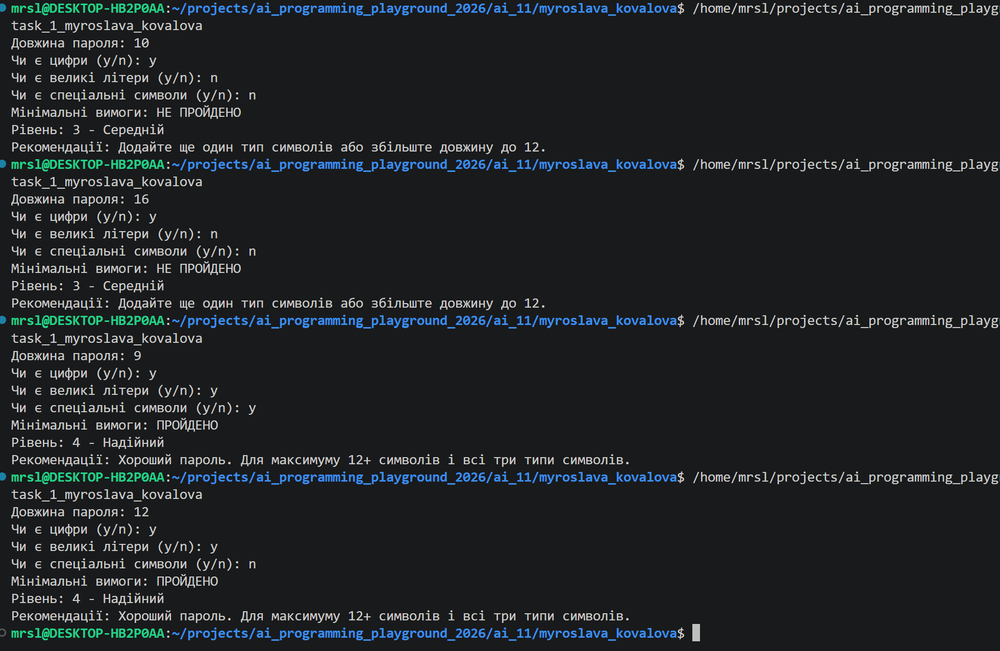 mrsl@DESKTOP-HB2P0AA:~/projects/ai_programming_playground_2026/ai_11/myroslava_kovalova$ /home/mrsl/projects/ai_programming_playg
task_1_myroslava_kovalova
Довжина пароля: 10
Чи є цифри (y/n): y
Чи є великі літери (y/n): n
Чи є спеціальні символи (y/n): n
Мінімальні вимоги: НЕ ПРОЙДЕНО
Рівень: 3 - Середній
Рекомендації: Додайте ще один тип символів або збільште довжину до 12.
mrsl@DESKTOP-HB2P0AA:~/projects/ai_programming_playground_2026/ai_11/myroslava_kovalova$ /home/mrsl/projects/ai_programming_playg
task_1_myroslava_kovalova
Довжина пароля: 16
Чи є цифри (y/n): y
Чи є великі літери (y/n): n
Чи є спеціальні символи (y/n): n
Мінімальні вимоги: НЕ ПРОЙДЕНО
Рівень: 3 - Середній
Рекомендації: Додайте ще один тип символів або збільште довжину до 12.
mrsl@DESKTOP-HB2P0AA:~/projects/ai_programming_playground_2026/ai_11/myroslava_kovalova$ /home/mrsl/projects/ai_programming_playg
task_1_myroslava_kovalova
Довжина пароля: 9
Чи є цифри (y/n): y
Чи є великі літери (y/n): y
Чи є спеціальні символи (y/n): y
Мінімальні вимоги: ПРОЙДЕНО
Рівень: 4 - Надійний
Рекомендації: Хороший пароль. Для максимуму 12+ символів і всі три типи символів.
mrsl@DESKTOP-HB2P0AA:~/projects/ai_programming_playground_2026/ai_11/myroslava_kovalova$ /home/mrsl/projects/ai_programming_playg
task_1_myroslava_kovalova
Довжина пароля: 12
Чи є цифри (y/n): y
Чи є великі літери (y/n): y
Чи є спеціальні символи (y/n): n
Мінімальні вимоги: ПРОЙДЕНО
Рівень: 4 - Надійний
Рекомендації: Хороший пароль. Для максимуму 12+ символів і всі три типи символів.
mrsl@DESKTOP-HB2P0AA:~/projects/ai_programming_playground_2026/ai_11/myroslava_kovalova$